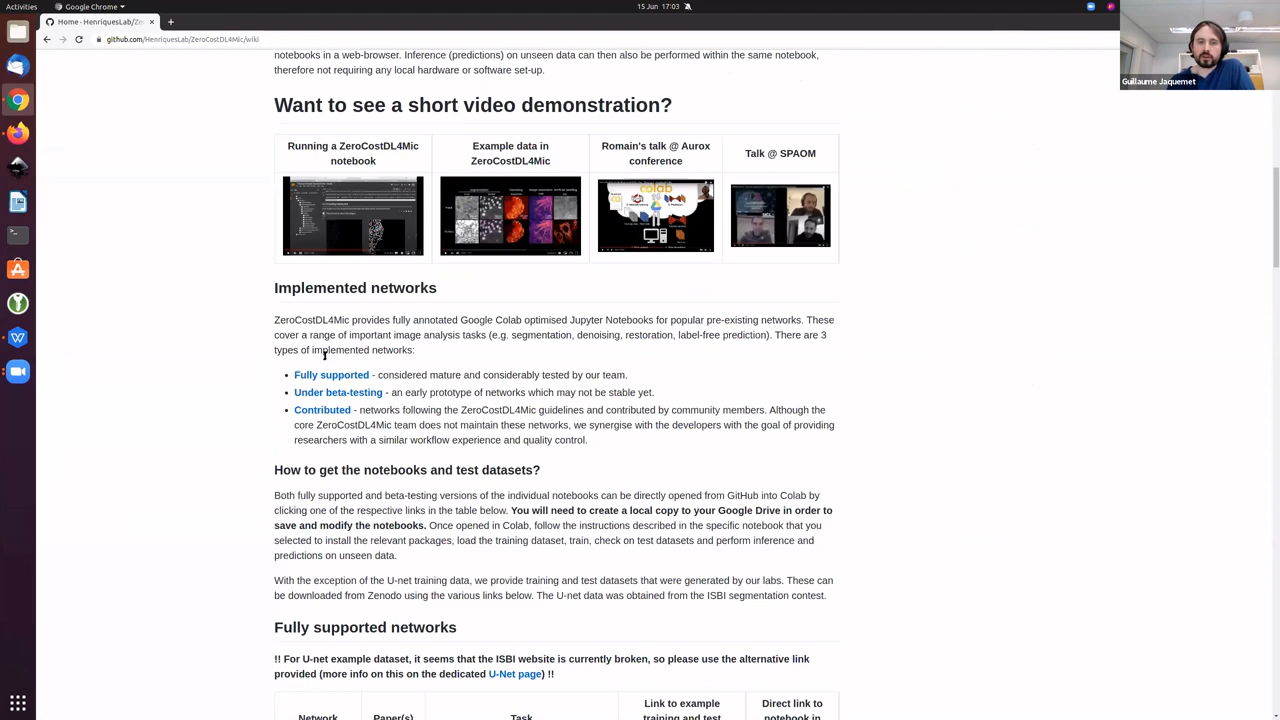 Activities
Google Chrome
15 Jun 17:03
Home · HenriquesLab/Ze
github.com/HenriquesLab/ZeroCostDL4Mic/wiki
Guillaume Jaquemet
notebooks in a web-browser. Inference (predictions) on unseen data can then also be performed within the same notebook,
therefore not requiring any local hardware or software set-up.
Want to see a short video demonstration?
Running a ZeroCostDL4Mic
notebook
Example data in
ZeroCostDL4Mic
Romain's talk @ Aurox
conference
Talk @ SPAOM
colab
Implemented networks
ZeroCostDL4Mic provides fully annotated Google Colab optimised Jupyter Notebooks for popular pre-existing networks. These
cover a range of important image analysis tasks (e.g. segmentation, denoising, restoration, label-free prediction). There are 3
types of implemented networks:
• Fully supported - considered mature and considerably tested by our team.
• Under beta-testing - an early prototype of networks which may not be stable yet.
• Contributed - networks following the ZeroCostDL4Mic guidelines and contributed by community members. Although the
core ZeroCostDL4Mic team does not maintain these networks, we synergise with the developers with the goal of providing
researchers with a similar workflow experience and quality control.
How to get the notebooks and test datasets?
Both fully supported and beta-testing versions of the individual notebooks can be directly opened from GitHub into Colab by
clicking one of the respective links in the table below. You will need to create a local copy to your Google Drive in order to
save and modify the notebooks. Once opened in Colab, follow the instructions described in the specific notebook that you
selected to install the relevant packages, load the training dataset, train, check on test datasets and perform inference and
predictions on unseen data.
With the exception of the U-net training data, we provide training and test datasets that were generated by our labs. These can
be downloaded from Zenodo using the various links below. The U-net data was obtained from the ISBI segmentation contest.
Fully supported networks
!! For U-net example dataset, it seems that the ISBI website is currently broken, so please use the alternative link
provided (more info on this on the dedicated U-Net page) !!
Network
Paper(s)
Task
Link to example
training and test
Direct link to
notebook in